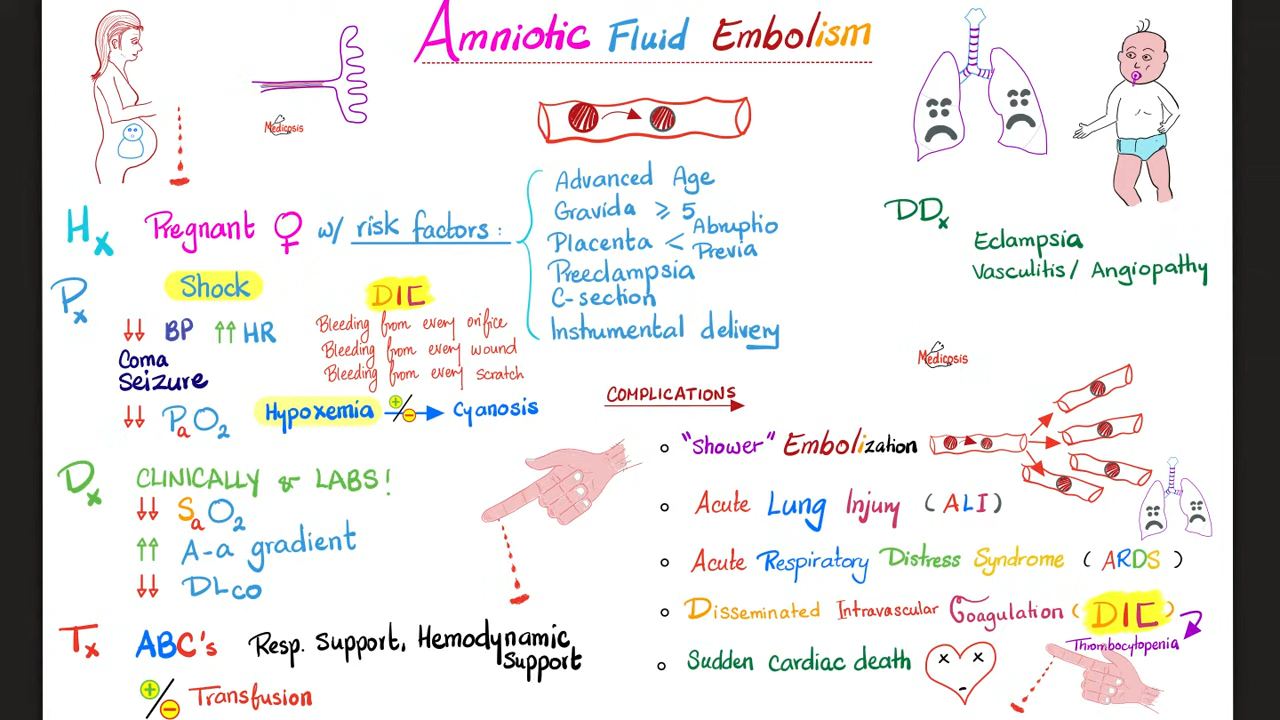 Amniotic Fluid Embolism
Medicosis
Hx Pregnant ♀ w/ risk factors:
Advanced Age
Gravida ≥ 5
Placenta < Abruptio
Previa
Preeclampsia
C-section
Instrumental delivery
DDx
Eclampsia
Vasculitis/ Angiopathy
Px
Shock
↓↓ BP ↑↑ HR
Coma
Seizure
↓↓ PaO2
DIC
Bleeding from every orifice
Bleeding from every wound
Bleeding from every scratch
Hypoxemia +/- → Cyanosis
Dx CLINICALLY & LABS!
↓↓ SaO2
↑↑ A-a gradient
↓↓ DLco
Tx ABC's Resp. Support, Hemodynamic
Support
+/- Transfusion
Medicosis
COMPLICATIONS
"Shower" Embolization
Acute Lung Injury (ALI)
Acute Respiratory Distress Syndrome (ARDS)
Disseminated Intravascular Coagulation (DIC)
Thrombocytopenia
Sudden cardiac death